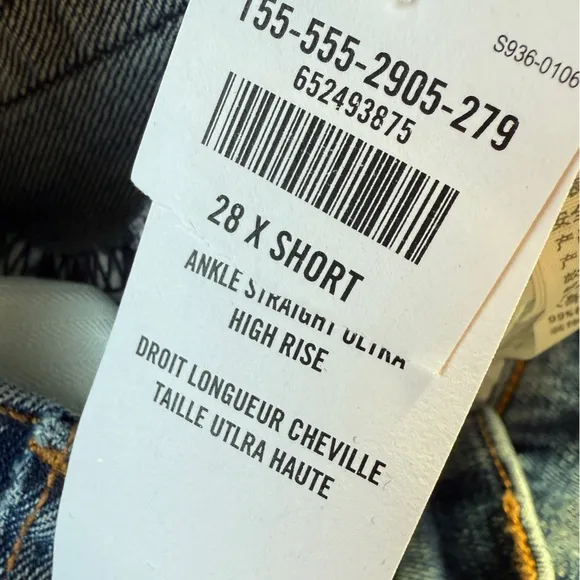 155-555-2905-279
S936-0106
652493875
28 X SHORT
ANKLE STRAIGHT ULTRA
HIGH RISE
DROIT LONGUEUR CHEVILLE
TAILLE UTLRA HAUTE